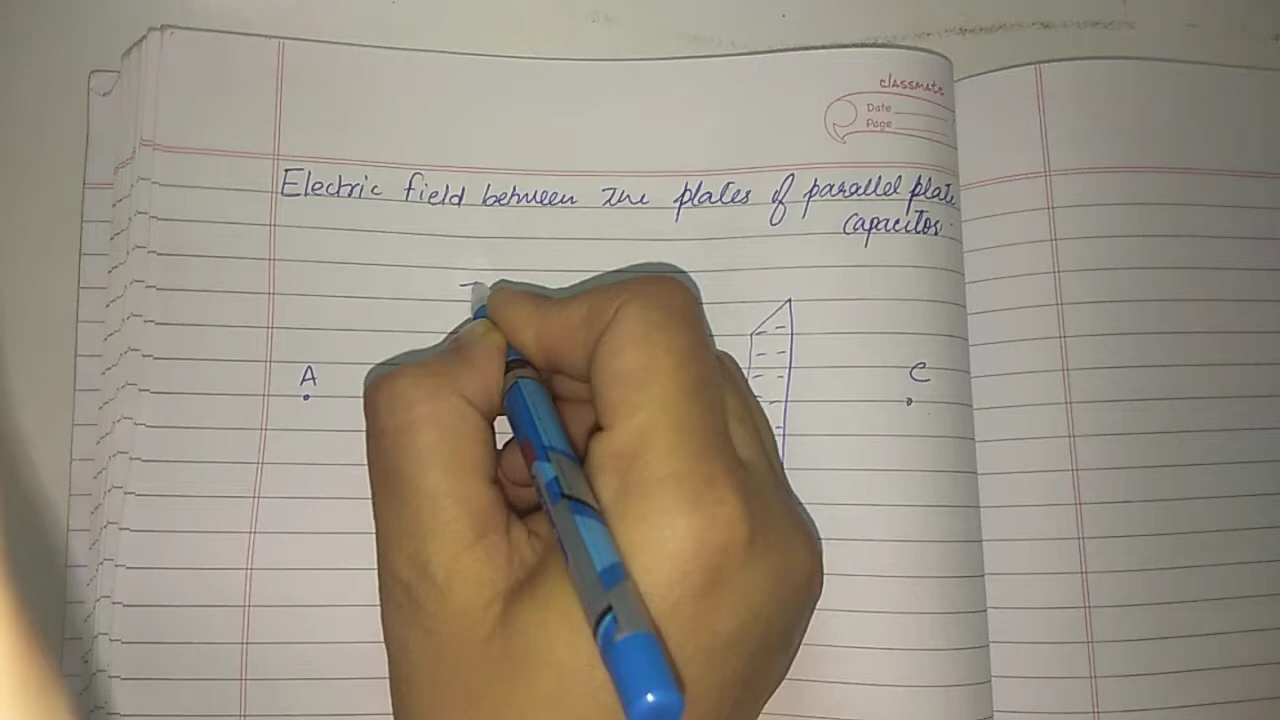 classmate
Date
Page
Electric field between the plates of parallel plate
capacitor.
A
C